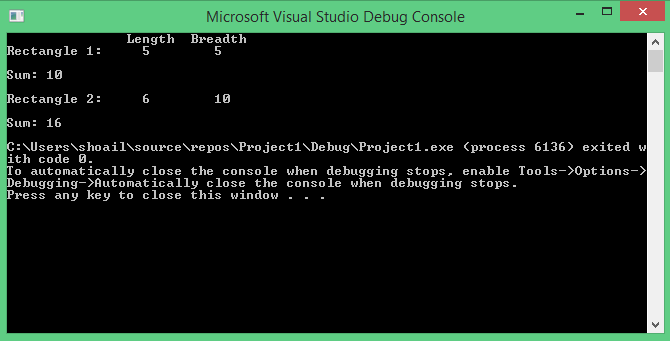 Microsoft Visual Studio Debug Console
Length Breadth
Rectangle 1: 5 5
Sum: 10
Rectangle 2: 6 10
Sum: 16
C:\Users\shoail\source\repos\Project1\Debug\Project1.exe (process 6136) exited w
ith code 0.
To automatically close the console when debugging stops, enable Tools->Options->
Debugging->Automatically close the console when debugging stops.
Press any key to close this window . . .